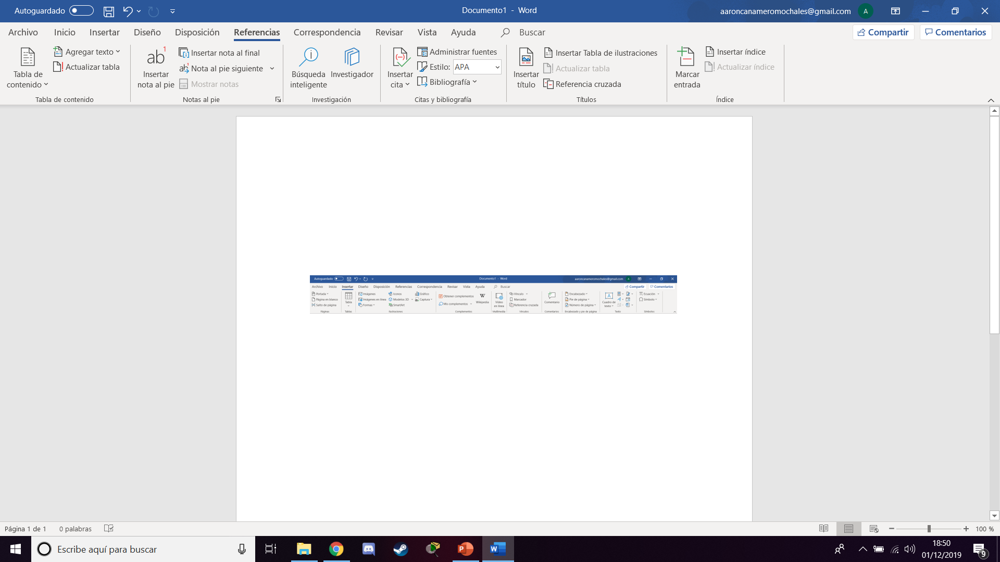 Autoguardado
Documento1 - Word
aaroncanameromochales@gmail.com
A
Archivo Inicio Insertar Diseño Disposición Referencias Correspondencia Revisar Vista Ayuda Buscar
Compartir Comentarios
Tabla de
contenido
Agregar texto
Actualizar tabla
Tabla de contenido
ab1
Insertar
nota al pie
Insertar nota al final
Nota al pie siguiente
Mostrar notas
Notas al pie
Búsqueda
inteligente
Investigador
Investigación
Insertar
cita
Administrar fuentes
Estilo: APA
Bibliografía
Citas y bibliografía
Insertar
título
Insertar Tabla de ilustraciones
Actualizar tabla
Referencia cruzada
Títulos
Marcar
entrada
Insertar índice
Actualizar índice
Índice
Autoguardado
Documento1 - Word
aaroncanameromochales@gmail.com
Archivo Inicio Insertar Diseño Disposición Referencias Correspondencia Revisar Vista Ayuda Buscar
Compartir Comentarios
Portada
Página en blanco
Salto de página
Páginas
Tabla
Tablas
Imágenes
Imágenes en línea
Formas
Iconos
Modelos 3D
SmartArt
Gráfico
Captura
Ilustraciones
Obtener complementos
Mis complementos
W
Wikipedia
Complementos
Vídeo
en línea
Multimedia
Vínculo
Marcador
Referencia cruzada
Vínculos
Comentario
Comentarios
Encabezado
Pie de página
Número de página
Encabezado y pie de página
Cuadro de
texto
Texto
Ecuación
Símbolo
Símbolos
Página 1 de 1 0 palabras
100 %
Escribe aquí para buscar
18:50
01/12/2019
9